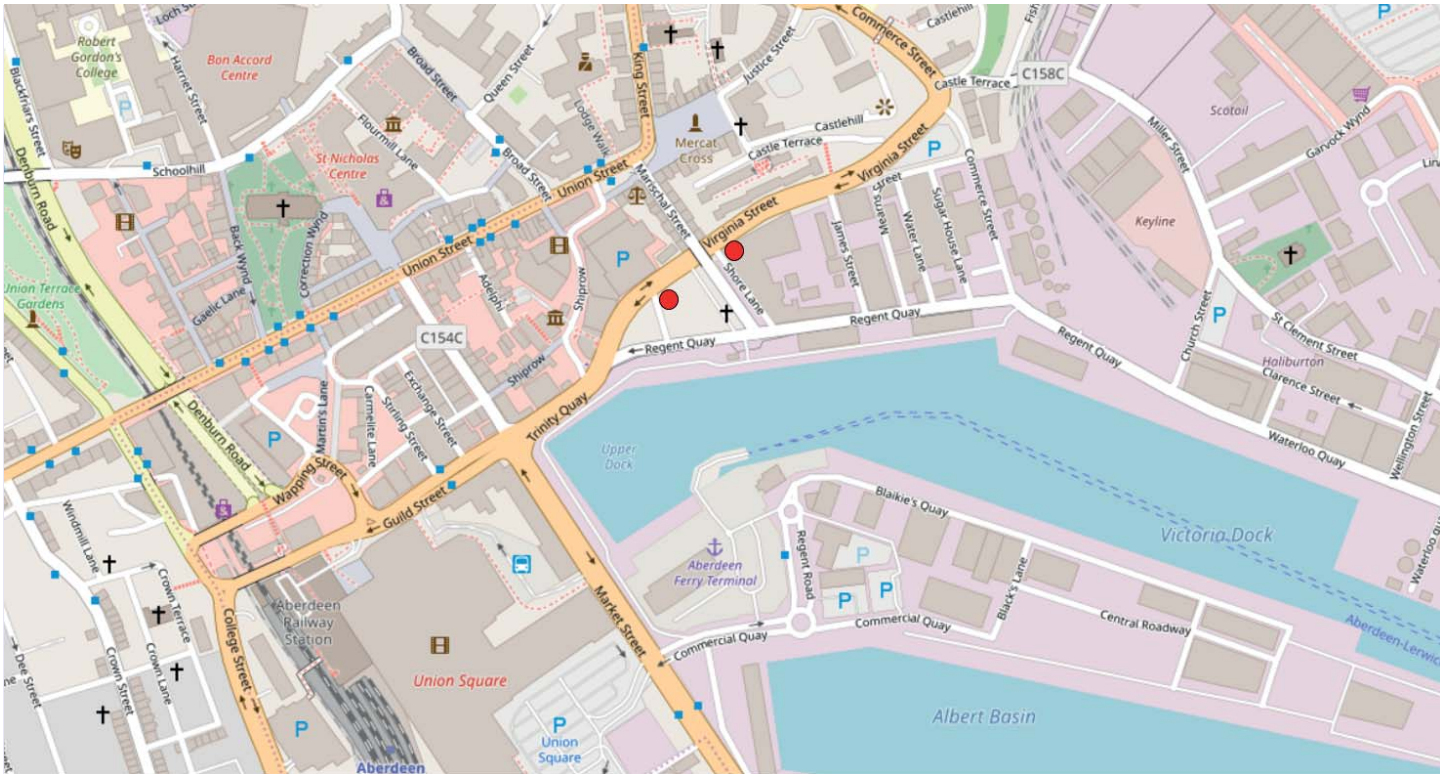 Loch St
Robert
Gordon's
College
Bon Accord
Centre
Harriet Street
Blackfriars Street
Broad Street
Queen Street
King Street
Justice Street
Commerce Street
Castlehill
Castle Terrace
C158C
P
Scotoil
Miller Street
Garvock Wynd
P
Flourmill Lane
Lodge Walk
Mercat
Cross
Castlehill
Castle Terrace
Virginia Street
P
Schoolhill
St Nicholas
Centre
Broad Street
Union Street
Marischal Street
Commerce Street
Denburn Road
Back Wynd
Correction Wynd
Union Street
Adelphi
Shiprow
P
Virginia Street
Street
Mearns
James Street
Water Lane
Sugar House Lane
Keyline
Union Terrace
Gardens
Gaelic Lane
C154C
Shiprow
Shore Lane
Regent Quay
Regent Quay
Regent Quay
Church Street
P
St Clement Street
Haliburton
Clarence Street
Wellington Street
Waterloo Quay
Martin's Lane
Carmelite Lane
Stirling Street
Exchange Street
Trinity Quay
Upper
Dock
P
Denburn Road
Wapping Street
Guild Street
Blaikie's Quay
Victoria Dock
Windmill Lane
Aberdeen
Ferry Terminal
Regent Road
P
P
P
Black's Lane
Crown Terrace
Aberdeen
Railway
Station
Market Street
Commercial Quay
Commercial Quay
Central Roadway
Aberdeen-Lerwic
Dee Street
Crown Street
Crown Lane
College Street
Union Square
P
P
Union
Square
Albert Basin
Aberdeen